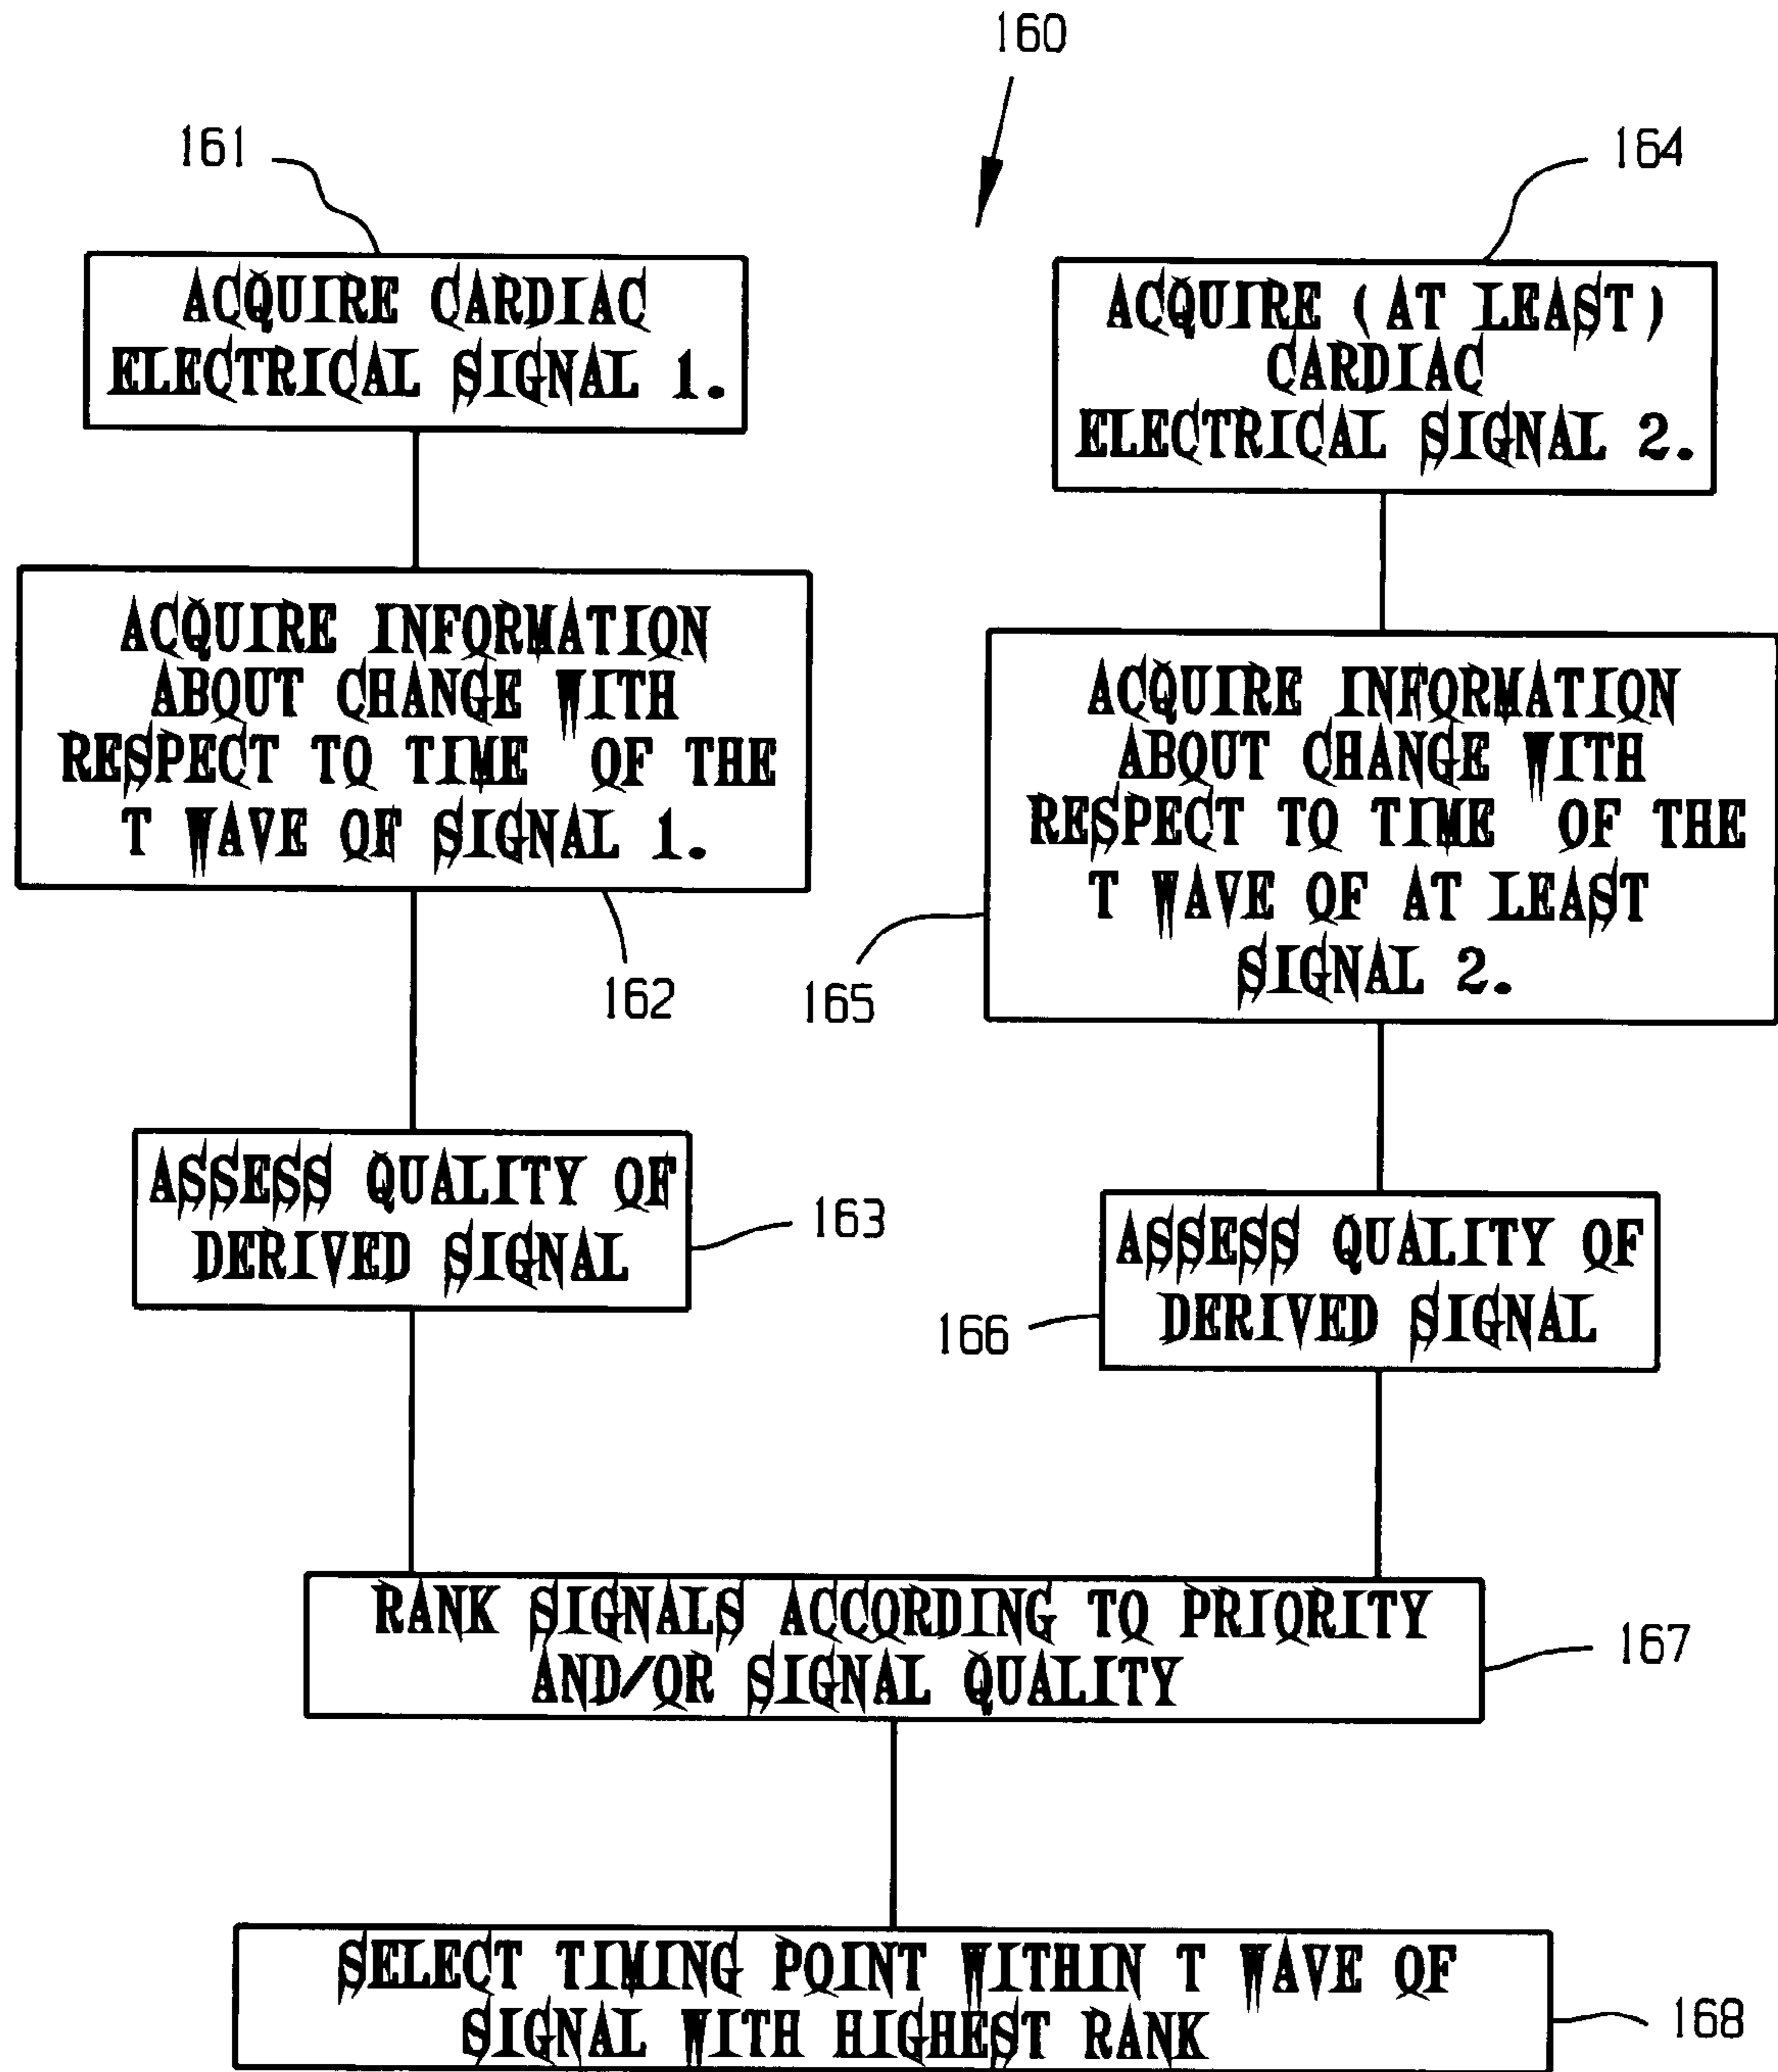 160
161
ACQUIRE CARDIAC
ELECTRICAL SIGNAL 1.
164
ACQUIRE (AT LEAST)
CARDIAC
ELECTRICAL SIGNAL 2.
ACQUIRE INFORMATION
ABOUT CHANGE WITH
RESPECT TO TIME OF THE
T WAVE OF SIGNAL 1.
162
ACQUIRE INFORMATION
ABOUT CHANGE WITH
RESPECT TO TIME OF THE
T WAVE OF AT LEAST
SIGNAL 2.
165
ASSESS QUALITY OF
DERIVED SIGNAL
163
ASSESS QUALITY OF
DERIVED SIGNAL
166
RANK SIGNALS ACCORDING TO PRIORITY
AND/OR SIGNAL QUALITY
167
SELECT TIMING POINT WITHIN T WAVE OF
SIGNAL WITH HIGHEST RANK
168